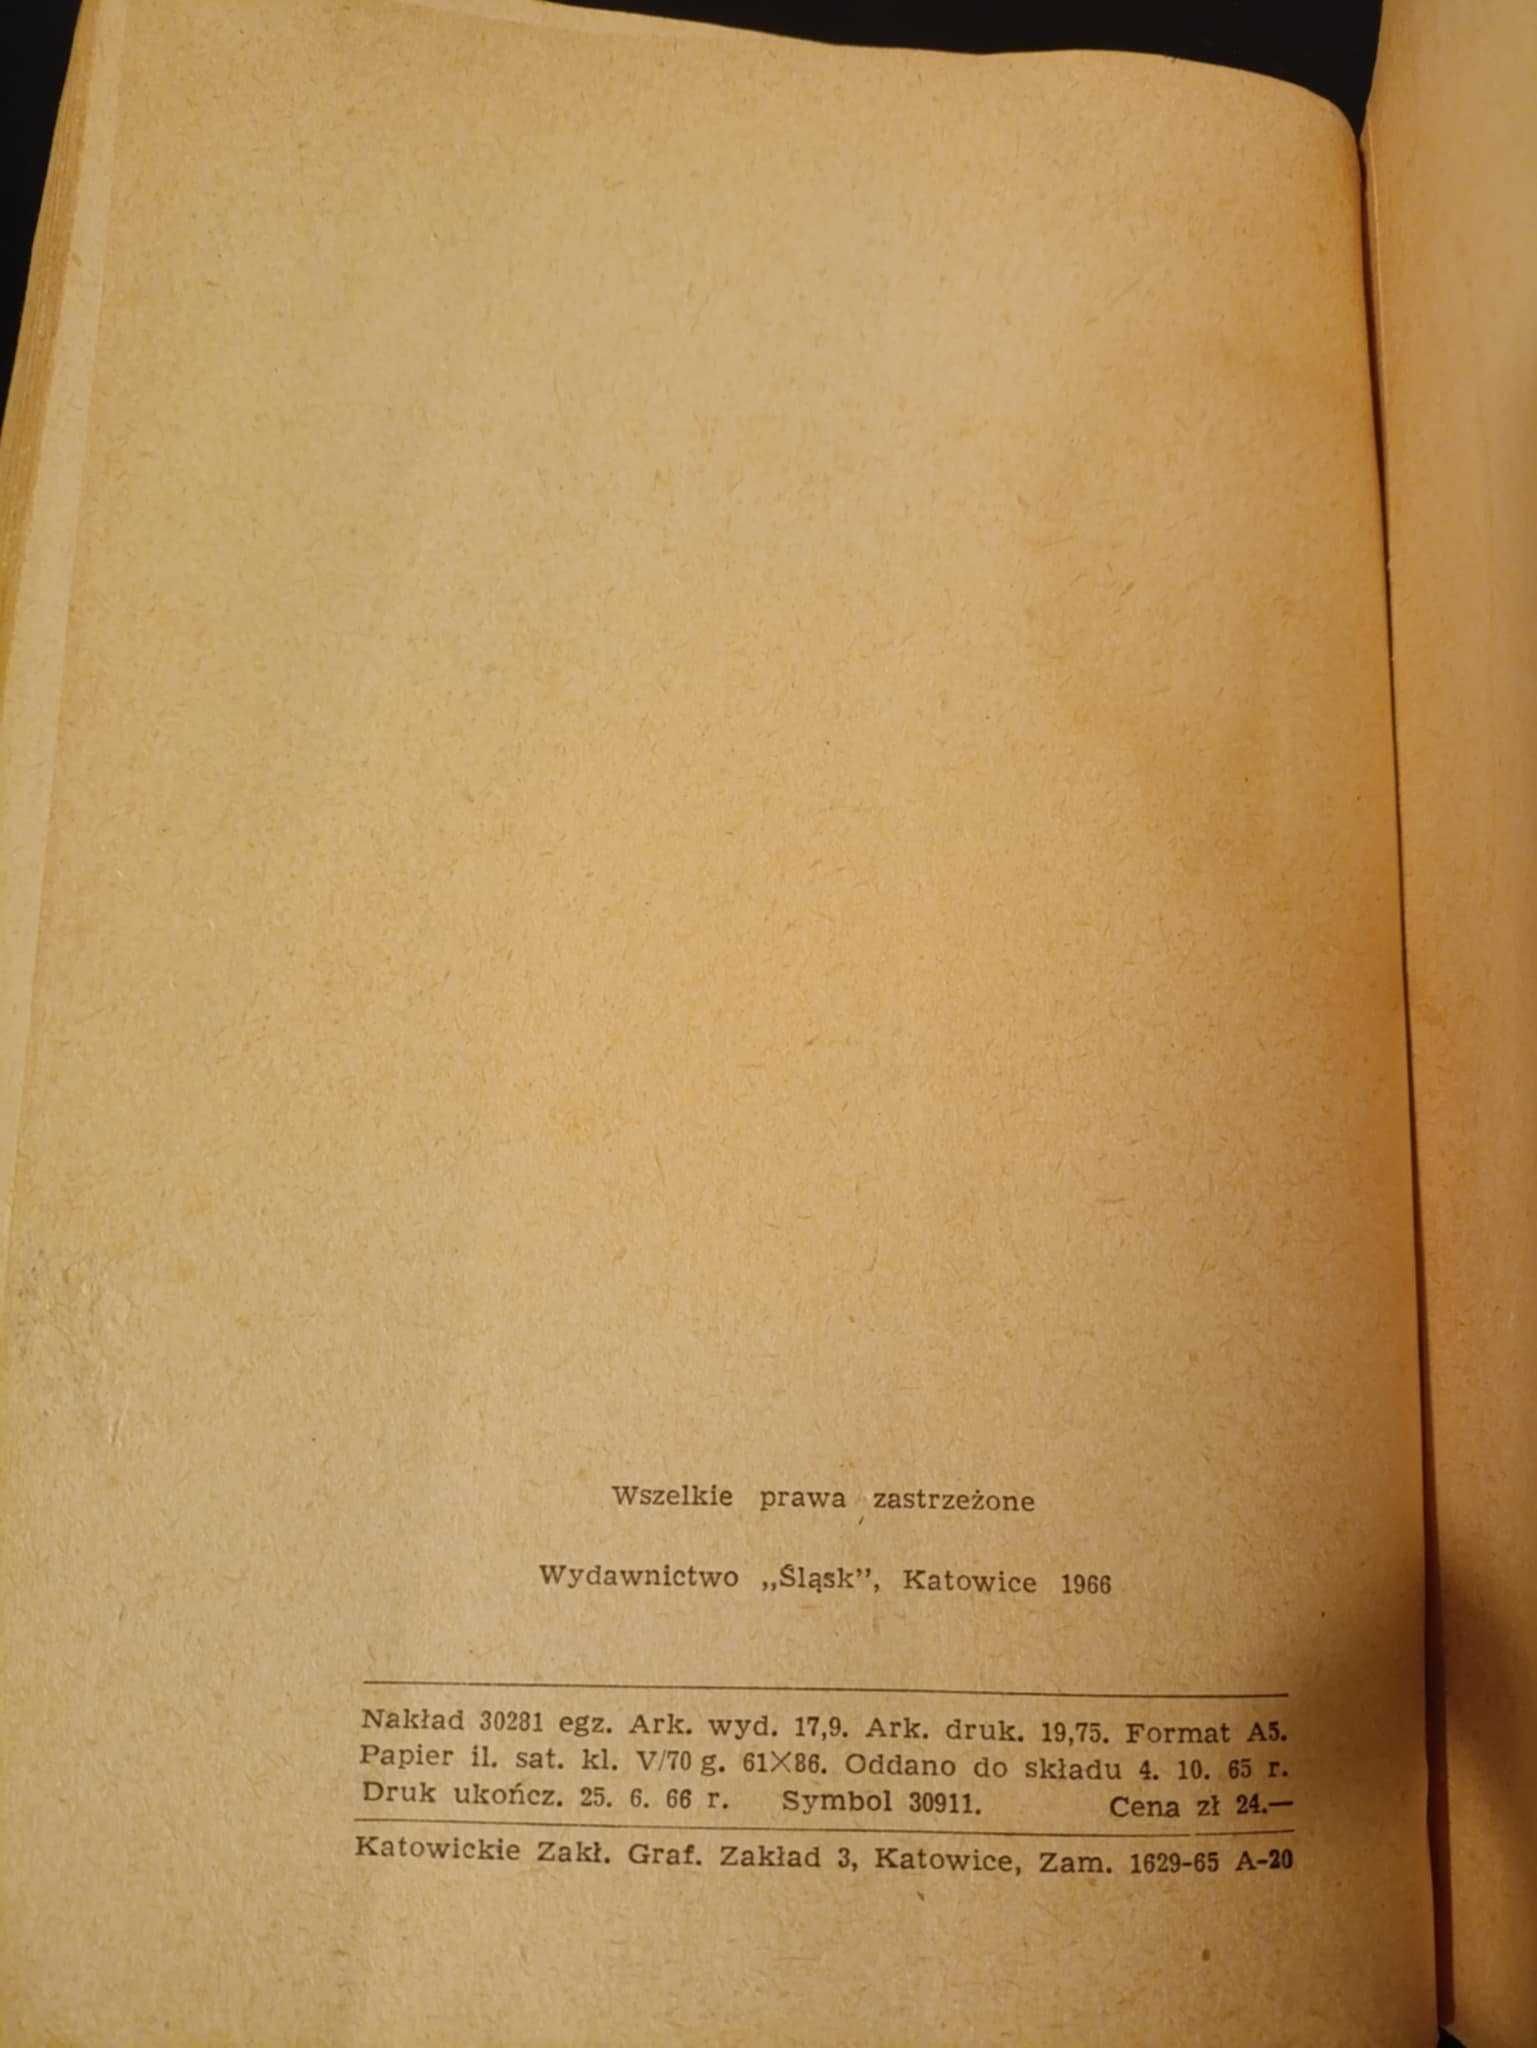 Wszelkie prawa zastrzeżone
Wydawnictwo „Śląsk”, Katowice 1966
Nakład 30281 egz. Ark. wyd. 17,9. Ark. druk. 19,75. Format A5.
Papier il. sat. kl. V/70 g. 61×86. Oddano do składu 4. 10. 65 r.
Druk ukończ. 25. 6. 66 r. Symbol 30911. Cena zł 24.—
Katowickie Zakł. Graf. Zakład 3, Katowice, Zam. 1629-65 A-20